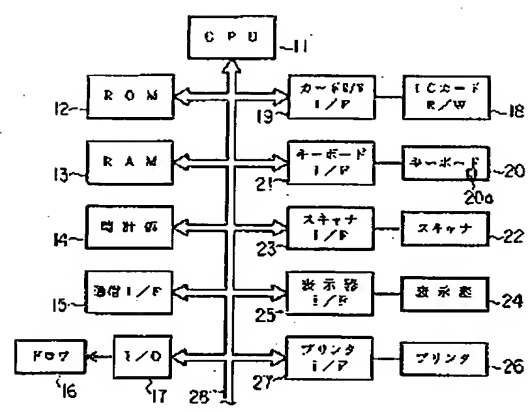 CPU
11
ROM
12
カードR/W
I/F
19
ICカード
R/W
18
RAM
13
キーボード
I/F
21
キーボード
20
20a
時計部
14
スキャナ
I/F
23
スキャナ
22
通信I/F
15
表示器
I/F
25
表示器
24
ドロワ
16
I/O
17
28
プリンタ
I/F
27
プリンタ
26